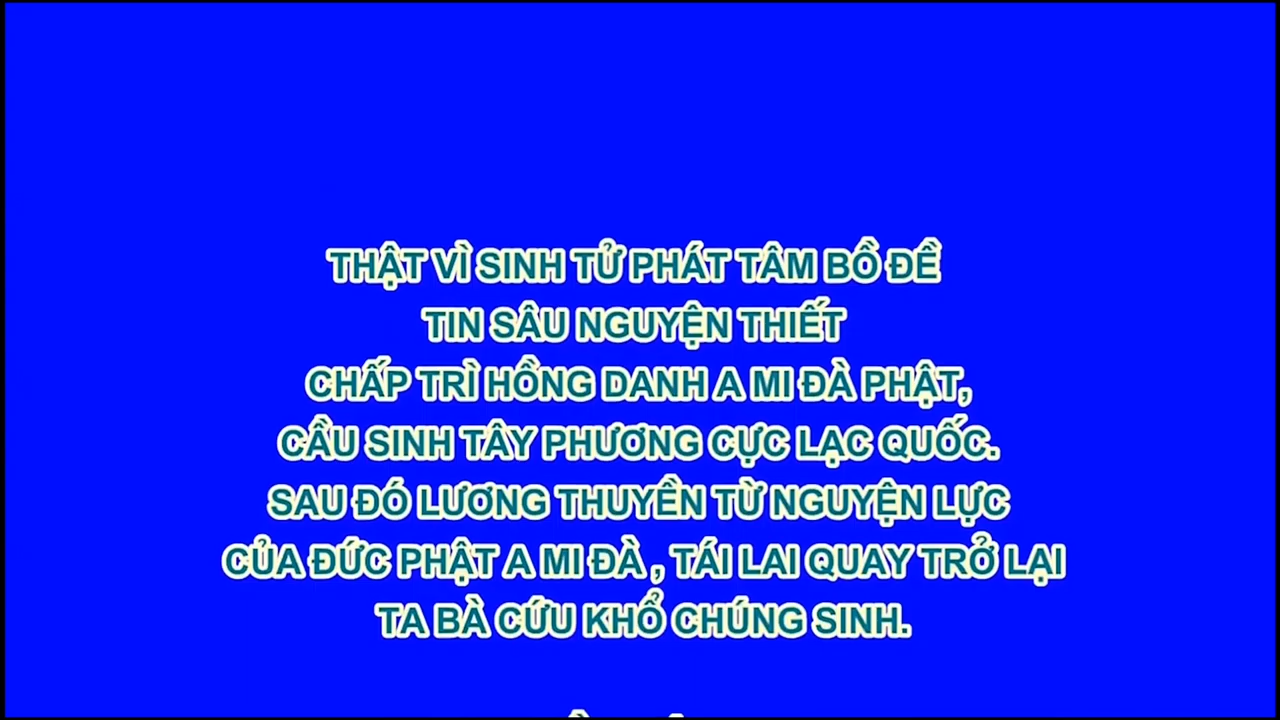 THẬT VÌ SINH TỬ PHÁT TÂM BỒ ĐỀ
TIN SÂU NGUYỆN THIẾT
CHẤP TRÌ HỒNG DANH A MI ĐÀ PHẬT,
CẦU SINH TÂY PHƯƠNG CỰC LẠC QUỐC.
SAU ĐÓ LƯƠNG THUYỀN TỪ NGUYỆN LỰC
CỦA ĐỨC PHẬT A MI ĐÀ , TÁI LAI QUAY TRỞ LẠI
TA BÀ CỨU KHỔ CHÚNG SINH.